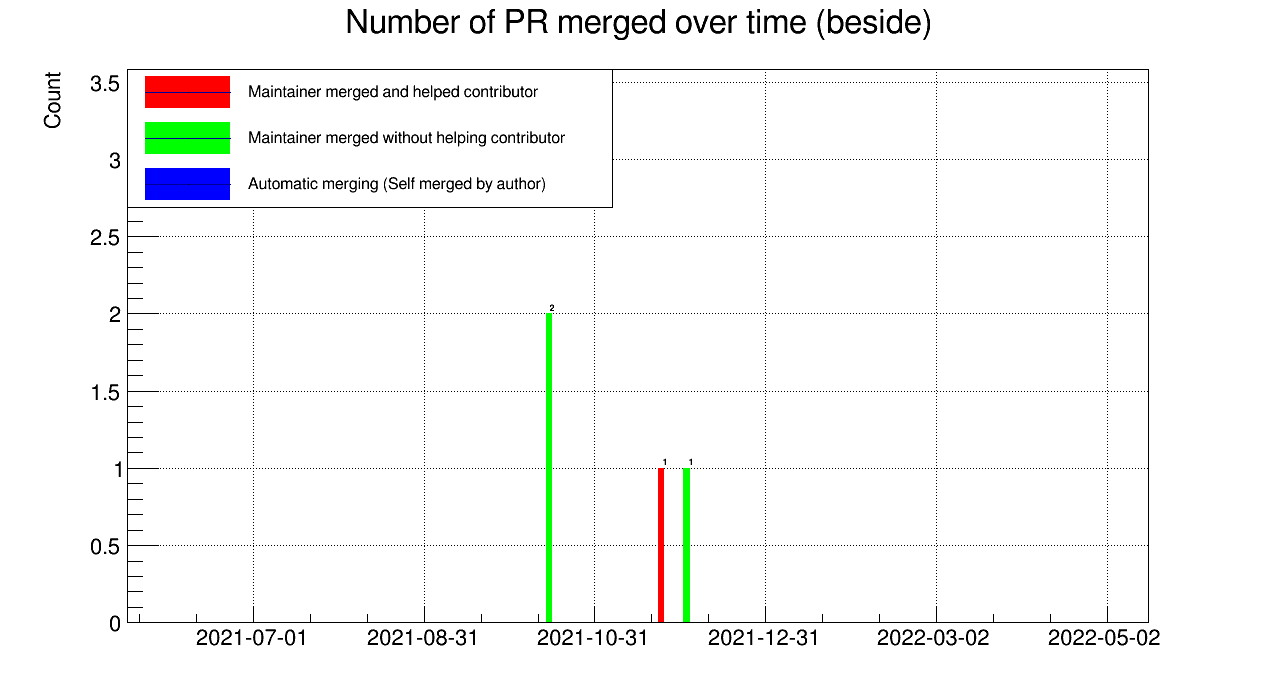 Number of PR merged over time (beside)
Count
3.5
Maintainer merged and helped contributor
Maintainer merged without helping contributor
3
Automatic merging (Self merged by author)
2.5
2
2
1.5
1
1 1
0.5
0
2021-07-01 2021-08-31 2021-10-31 2021-12-31 2022-03-02 2022-05-02